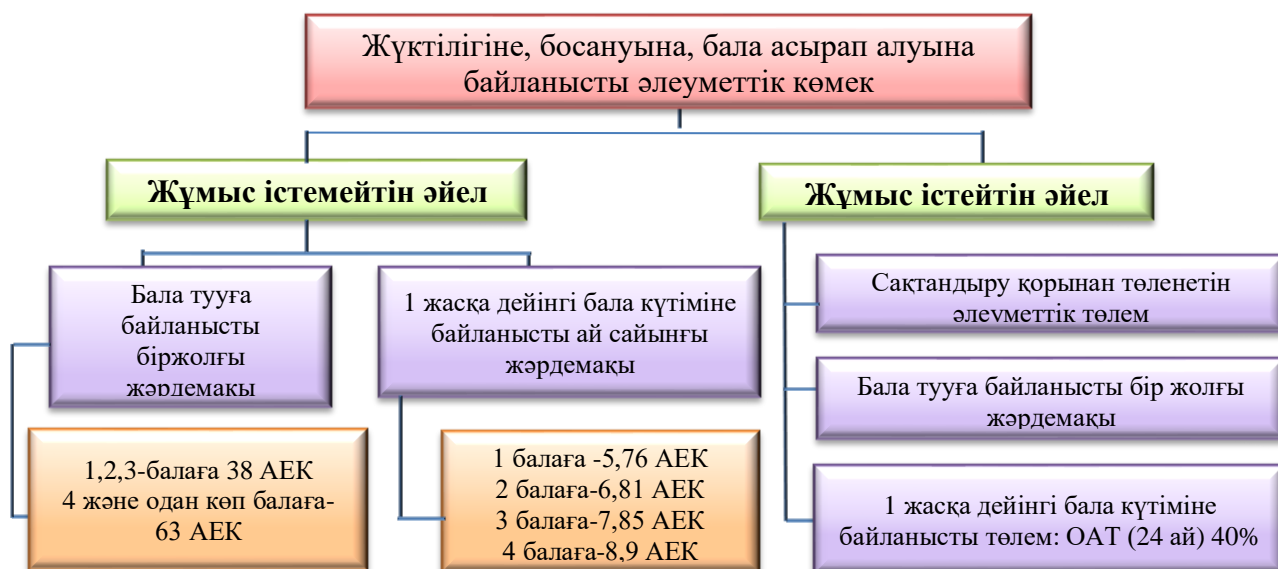 Жүктілігіне, босануына, бала асырап алуына
байланысты әлеуметтік көмек
Жұмыс істемейтін әйел
Жұмыс істейтін әйел
Бала тууға
байланысты
біржолғы
жәрдемақы
1 жасқа дейінгі бала күтіміне
байланысты ай сайынғы
жәрдемақы
1,2,3-балаға 38 АЕК
4 және одан көп балаға-
63 АЕК
1 балаға -5,76 АЕК
2 балаға-6,81 АЕК
3 балаға-7,85 АЕК
4 балаға-8,9 АЕК
Сақтандыру қорынан төленетін
әлеуметтік төлем
Бала тууға байланысты бір жолғы
жәрдемақы
1 жасқа дейінгі бала күтіміне
байланысты төлем: ОАТ (24 ай) 40%